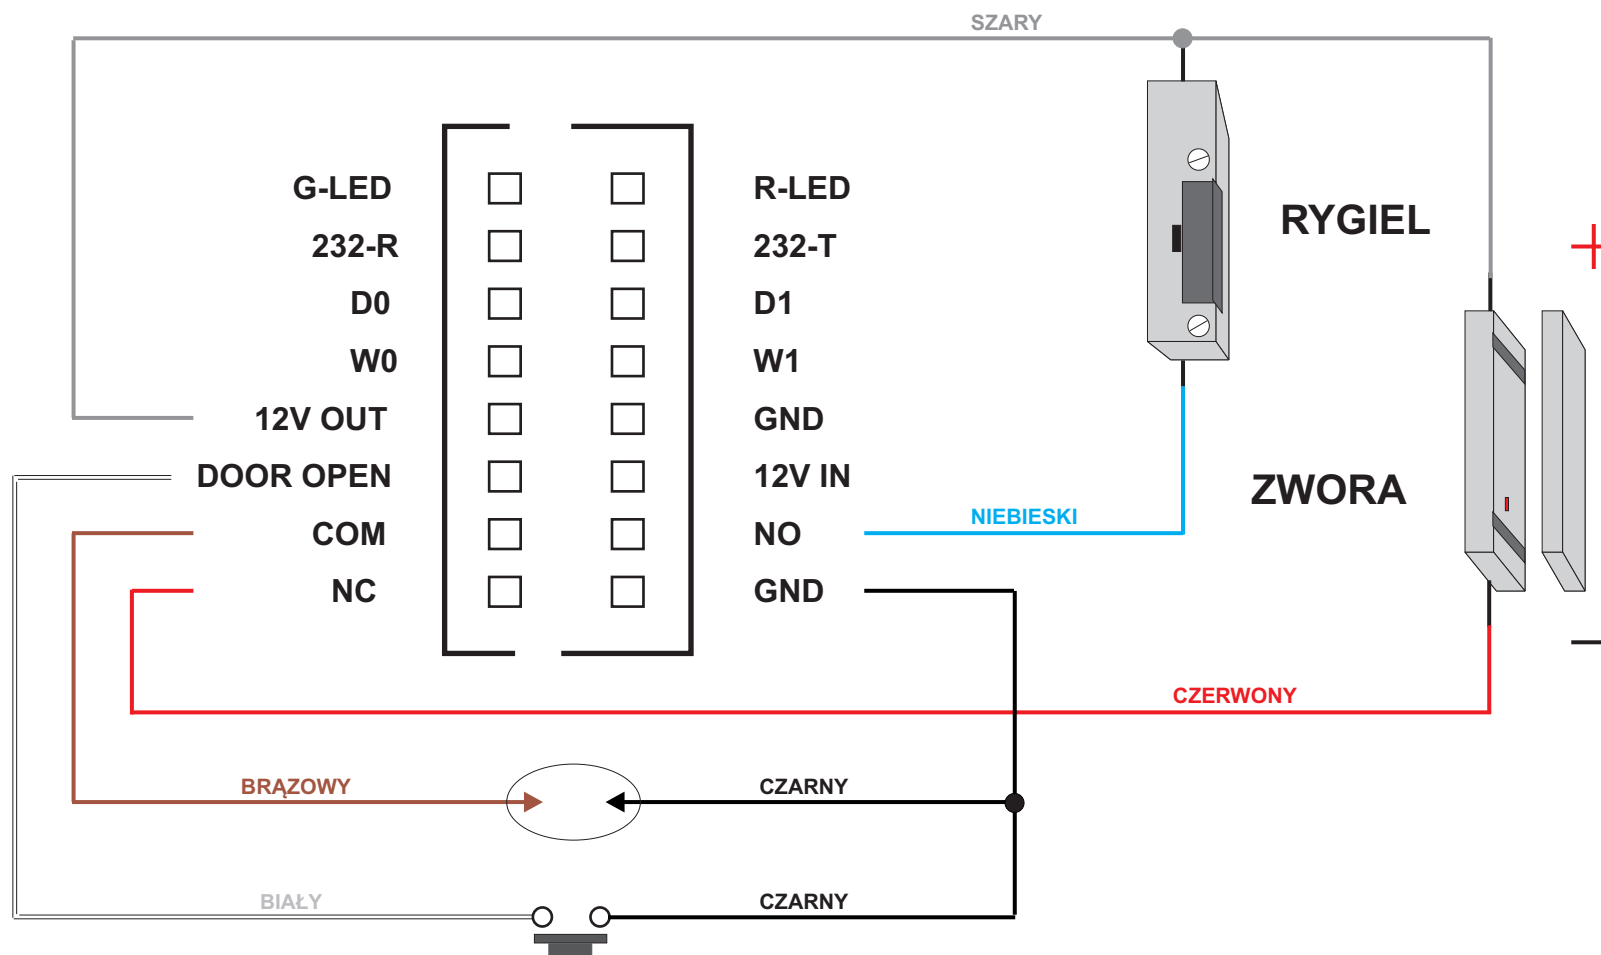 SZARY
G-LED R-LED
232-R 232-T
RYGIEL
+
D0 D1
W0 W1
12V OUT GND
DOOR OPEN 12V IN
ZWORA
COM NO
NIEBIESKI
NC GND
–
CZERWONY
BRĄZOWY CZARNY
BIAŁY CZARNY